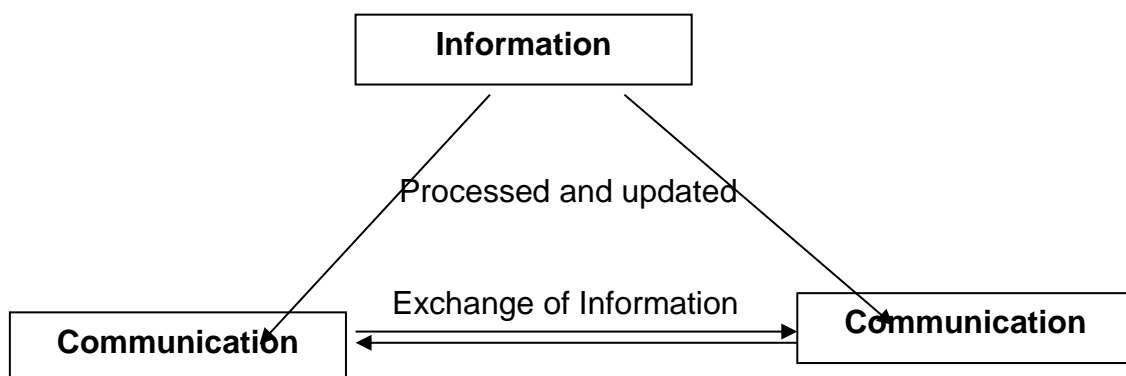 Information
Processed and updated
Exchange of Information
Communication
Communication